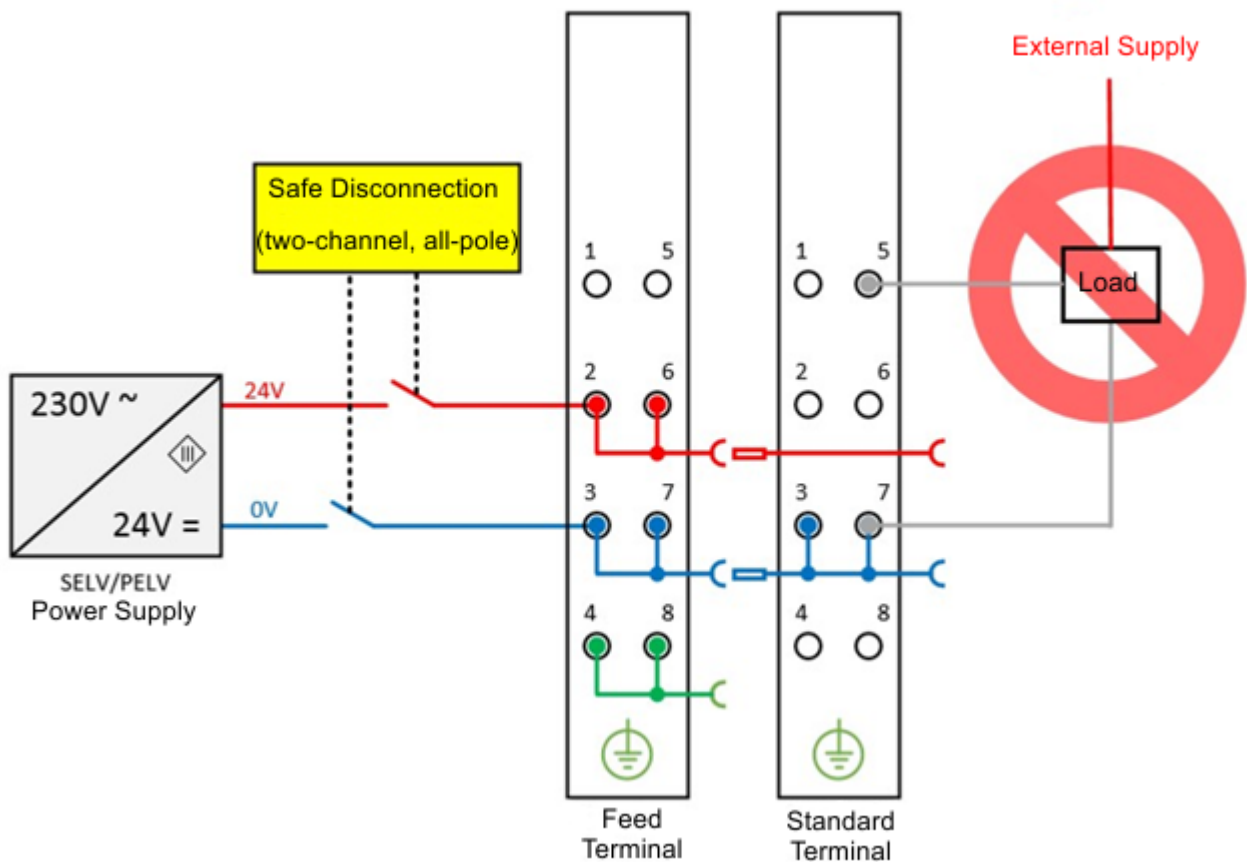 External Supply
Safe Disconnection
(two-channel, all-pole)
1 5
1 5
Load
230V ~
24V
2 6
2 6
III
24V =
0V
3 7
3 7
SELV/PELV
Power Supply
4 8
4 8
Feed
Terminal
Standard
Terminal